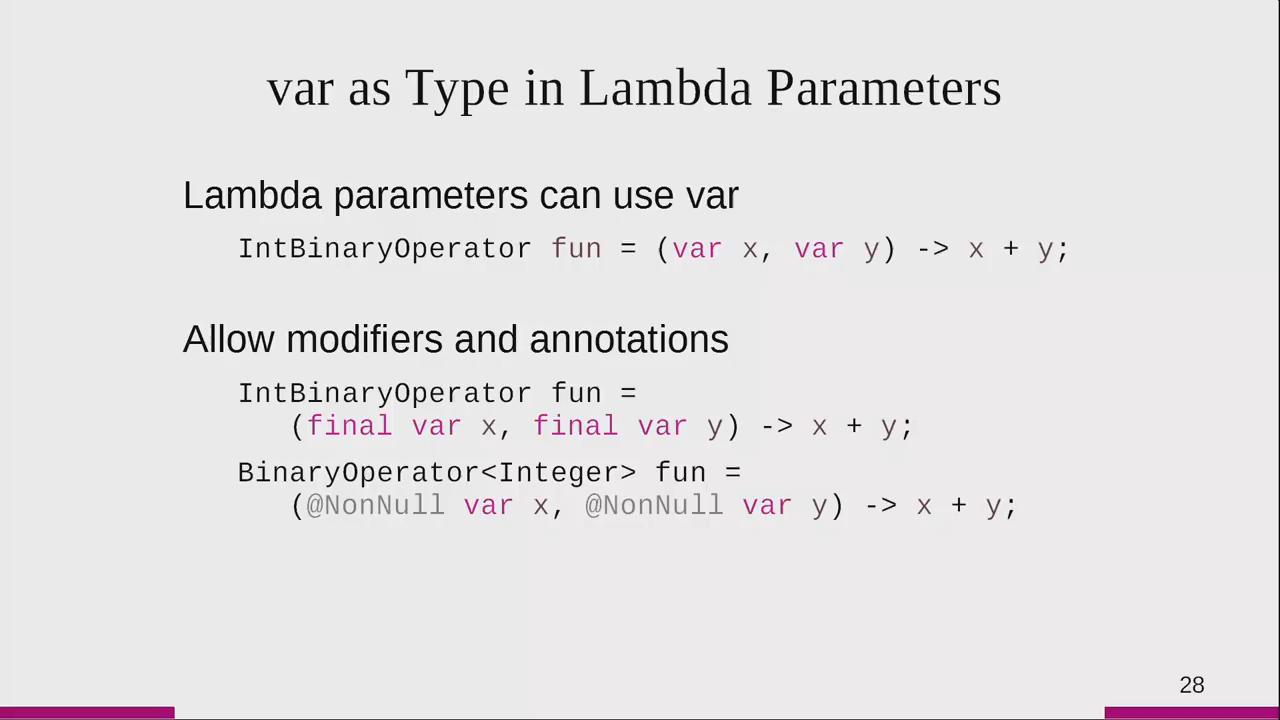 var as Type in Lambda Parameters
Lambda parameters can use var
IntBinaryOperator fun = (var x, var y) -> x + y;
Allow modifiers and annotations
IntBinaryOperator fun =
(final var x, final var y) -> x + y;
BinaryOperator<Integer> fun =
(@NonNull var x, @NonNull var y) -> x + y;
28